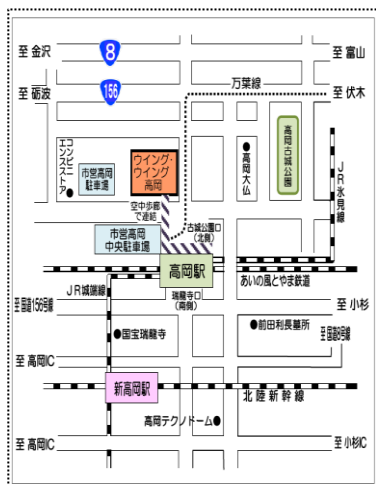 至 金沢
8
至 富山
至 砺波
156
万葉線
至 伏木
コンビニ
エンスストア
市営高岡
駐車場
ウイング・
ウイング
高岡
高岡大仏
高岡古城公園
JR氷見線
空中歩廊
で連結
市営高岡
中央駐車場
古城公園口
(北側)
高岡駅
あいの風とやま鉄道
JR城端線
瑞龍寺口
(南側)
至 国道156号線
至 小杉
国宝瑞龍寺
前田利長墓所
至 国道8号線
至 高岡IC
新高岡駅
北陸新幹線
高岡テクノドーム
至 高岡IC
至 小杉IC